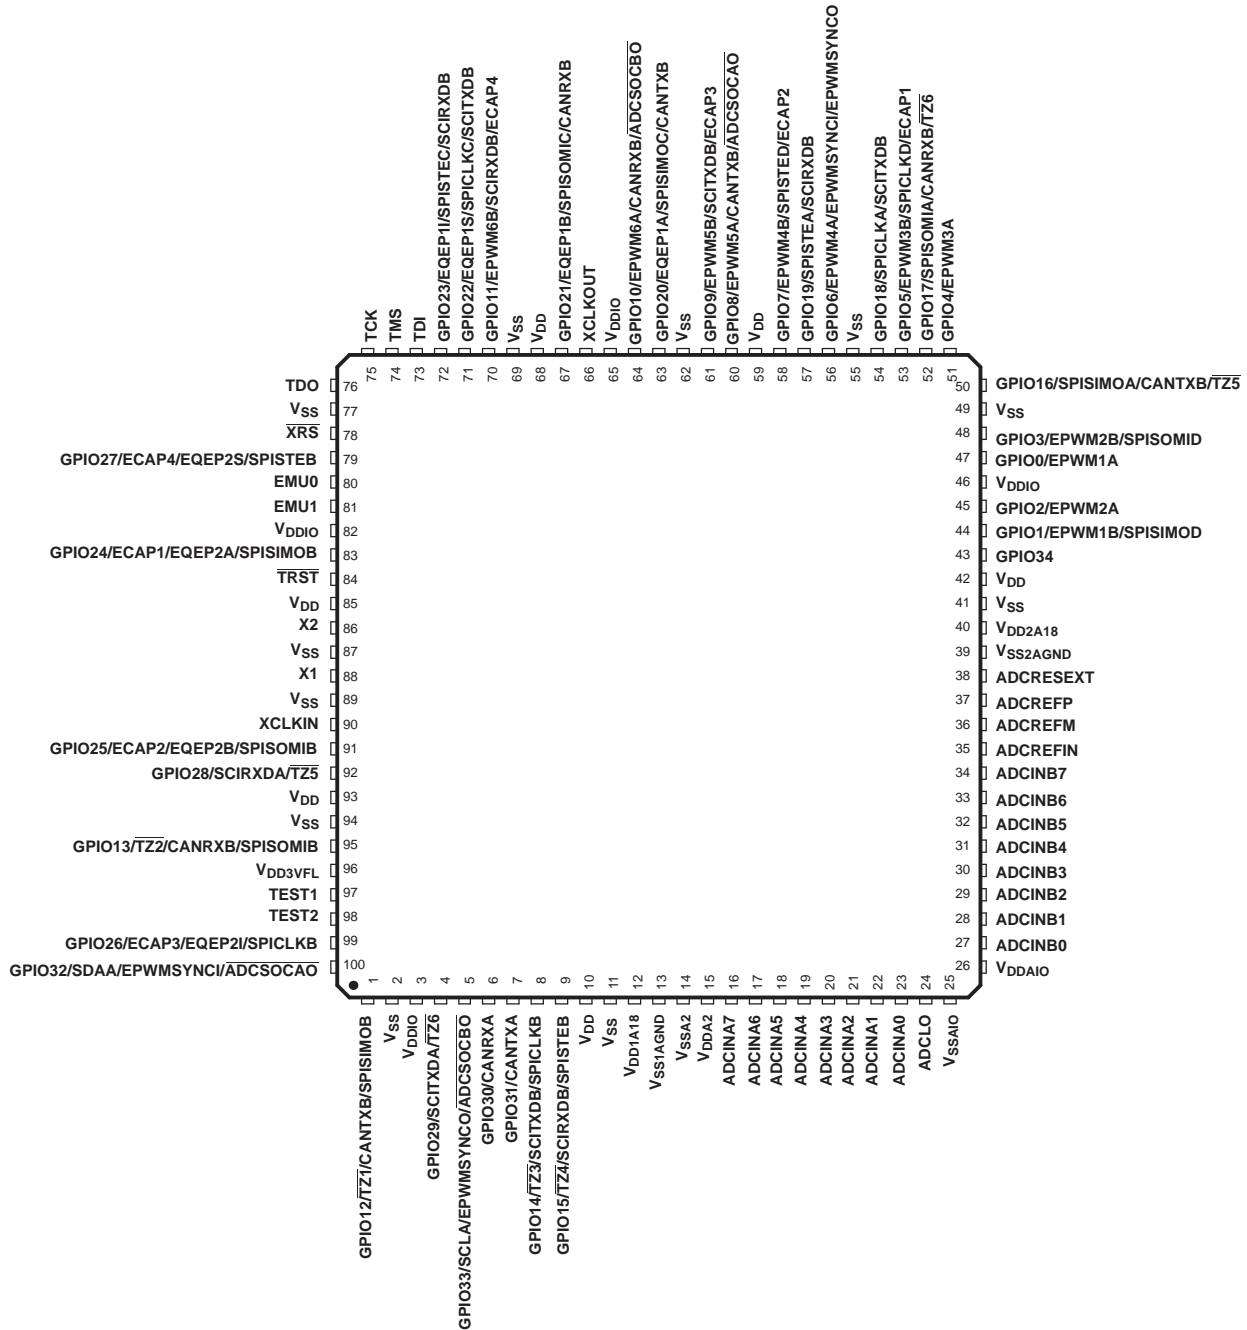 GPIO23/EQEP1I/SPISTEC/SCIRXDB
GPIO22/EQEP1S/SPICLKC/SCITXDB
GPIO11/EPWM6B/SCIRXDB/ECAP4
GPIO21/EQEP1B/SPISOMIC/CANRXB
GPIO10/EPWM6A/CANRXB/ADCSOCBO
GPIO20/EQEP1A/SPISIMOC/CANTXB
GPIO9/EPWM5B/SCITXDB/ECAP3
GPIO8/EPWM5A/CANTXB/ADCSOCAO
GPIO7/EPWM4B/SPISTED/ECAP2
GPIO19/SPISTEA/SCIRXDB
GPIO6/EPWM4A/EPWMSYNCI/EPWMSYNCO
GPIO18/SPICLKA/SCITXDB
GPIO5/EPWM3B/SPICLKD/ECAP1
GPIO17/SPISOMIA/CANRXB/TZ6
GPIO4/EPWM3A
TCK
TMS
TDI
VSS
VDD
XCLKOUT
VDDIO
VSS
VDD
VSS
75
74
73
72
71
70
69
68
67
66
65
64
63
62
61
60
59
58
57
56
55
54
53
52
51
TDO 76
VSS 77
XRS 78
GPIO27/ECAP4/EQEP2S/SPISTEB 79
EMU0 80
EMU1 81
VDDIO 82
GPIO24/ECAP1/EQEP2A/SPISIMOB 83
TRST 84
VDD 85
X2 86
VSS 87
X1 88
VSS 89
XCLKIN 90
GPIO25/ECAP2/EQEP2B/SPISOMIB 91
GPIO28/SCIRXDA/TZ5 92
VDD 93
VSS 94
GPIO13/TZ2/CANRXB/SPISOMIB 95
VDD3VFL 96
TEST1 97
TEST2 98
GPIO26/ECAP3/EQEP2I/SPICLKB 99
GPIO32/SDAA/EPWMSYNCI/ADCSOCAO 100
50 GPIO16/SPISIMOA/CANTXB/TZ5
49 VSS
48 GPIO3/EPWM2B/SPISOMID
47 GPIO0/EPWM1A
46 VDDIO
45 GPIO2/EPWM2A
44 GPIO1/EPWM1B/SPISIMOD
43 GPIO34
42 VDD
41 VSS
40 VDD2A18
39 VSS2AGND
38 ADCRESEXT
37 ADCREFP
36 ADCREFM
35 ADCREFIN
34 ADCINB7
33 ADCINB6
32 ADCINB5
31 ADCINB4
30 ADCINB3
29 ADCINB2
28 ADCINB1
27 ADCINB0
26 VDDAIO
1
2
3
4
5
6
7
8
9
10
11
12
13
14
15
16
17
18
19
20
21
22
23
24
25
GPIO12/TZ1/CANTXB/SPISIMOB
VSS
VDDIO
GPIO29/SCITXDA/TZ6
GPIO33/SCLA/EPWMSYNCO/ADCSOCBO
GPIO30/CANRXA
GPIO31/CANTXA
GPIO14/TZ3/SCITXDB/SPICLKB
GPIO15/TZ4/SCIRXDB/SPISTEB
VDD
VSS
VDD1A18
VSS1AGND
VSSA2
VDDA2
ADCINA7
ADCINA6
ADCINA5
ADCINA4
ADCINA3
ADCINA2
ADCINA1
ADCINA0
ADCLO
VSSAIO